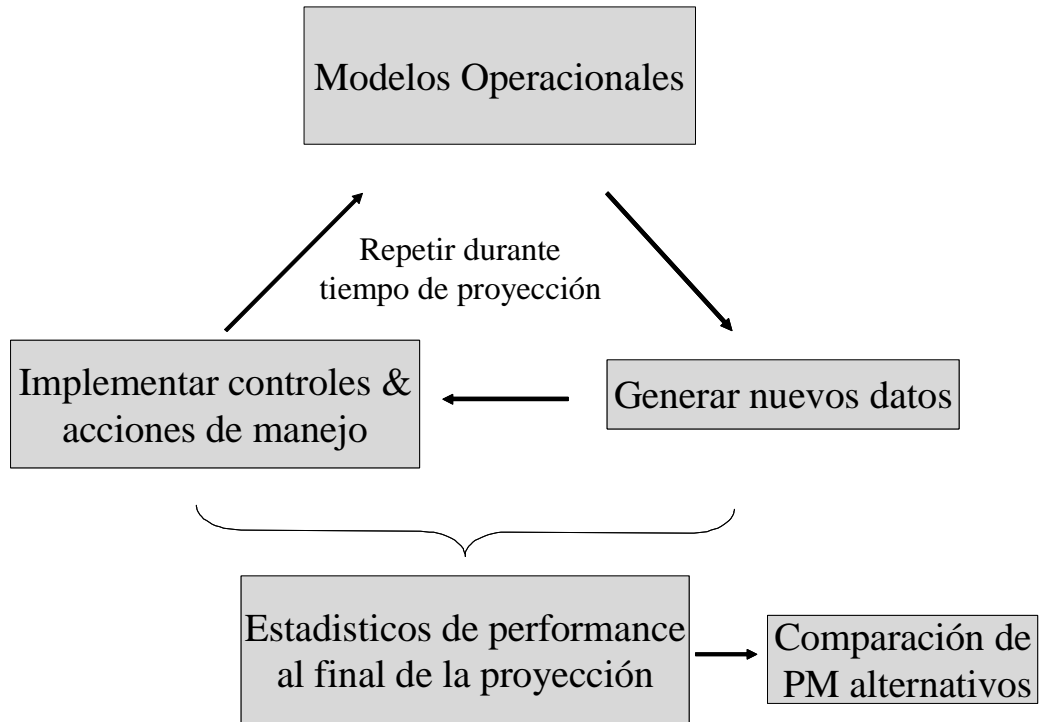 Modelos Operacionales
Repetir durante
tiempo de proyección
Implementar controles &
acciones de manejo
Generar nuevos datos
Estadisticos de performance
al final de la proyección
Comparación de
PM alternativos